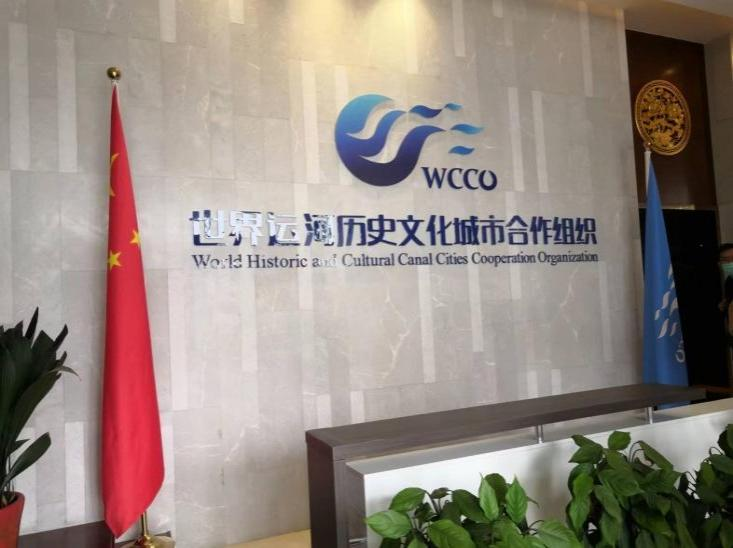 WCCO
世界运河历史文化城市合作组织
World Historic and Cultural Canal Cities Cooperation Organization